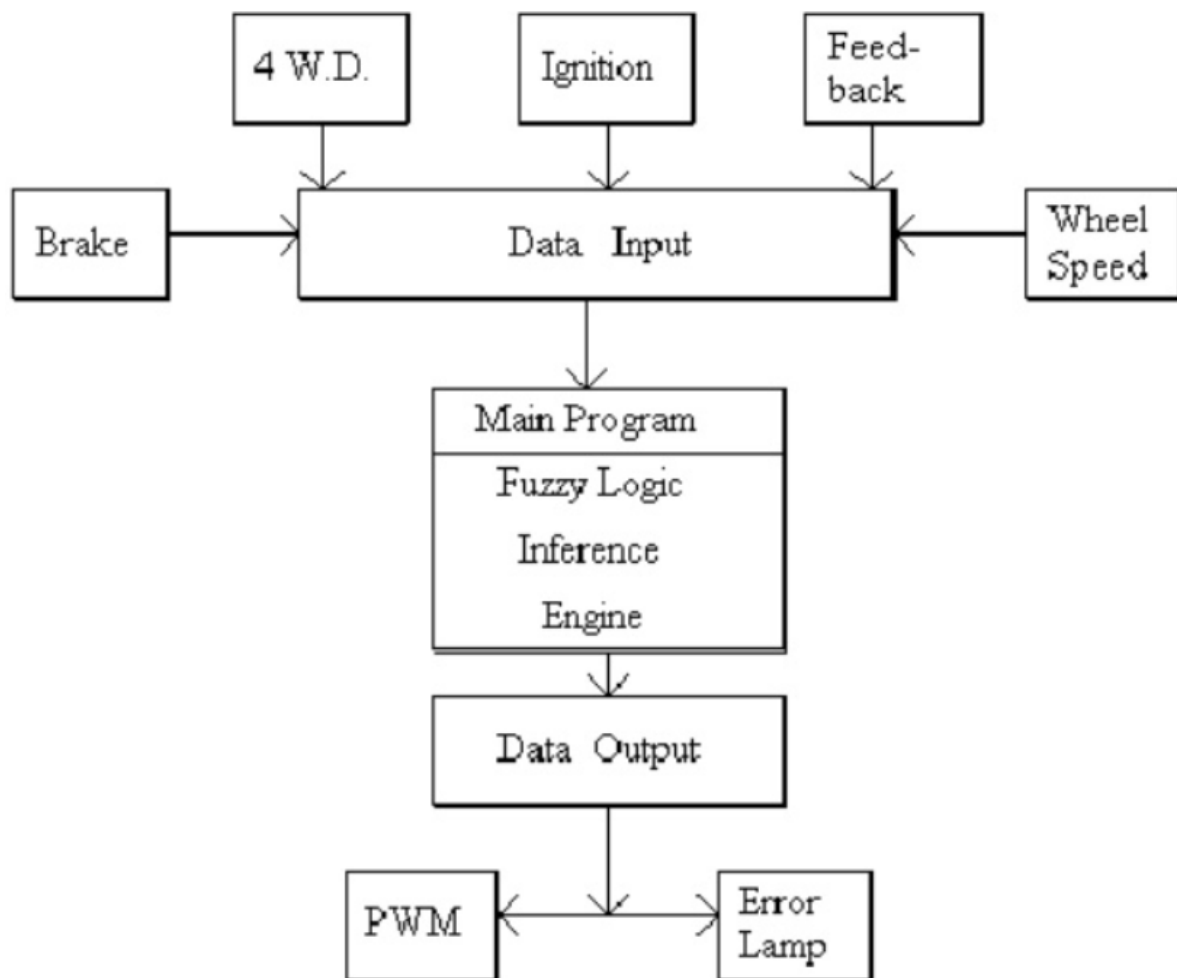 4 W.D.
Ignition
Feed-
back
Brake
Data Input
Wheel
Speed
Main Program
Fuzzy Logic
Inference
Engine
Data Output
PWM
Error
Lamp